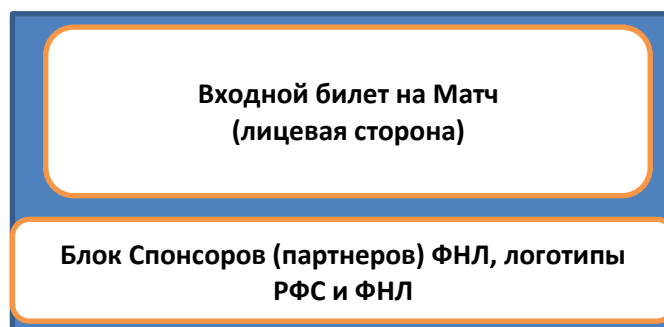 Входной билет на Матч
(лицевая сторона)
Блок Спонсоров (партнеров) ФНЛ, логотипы
РФС и ФНЛ